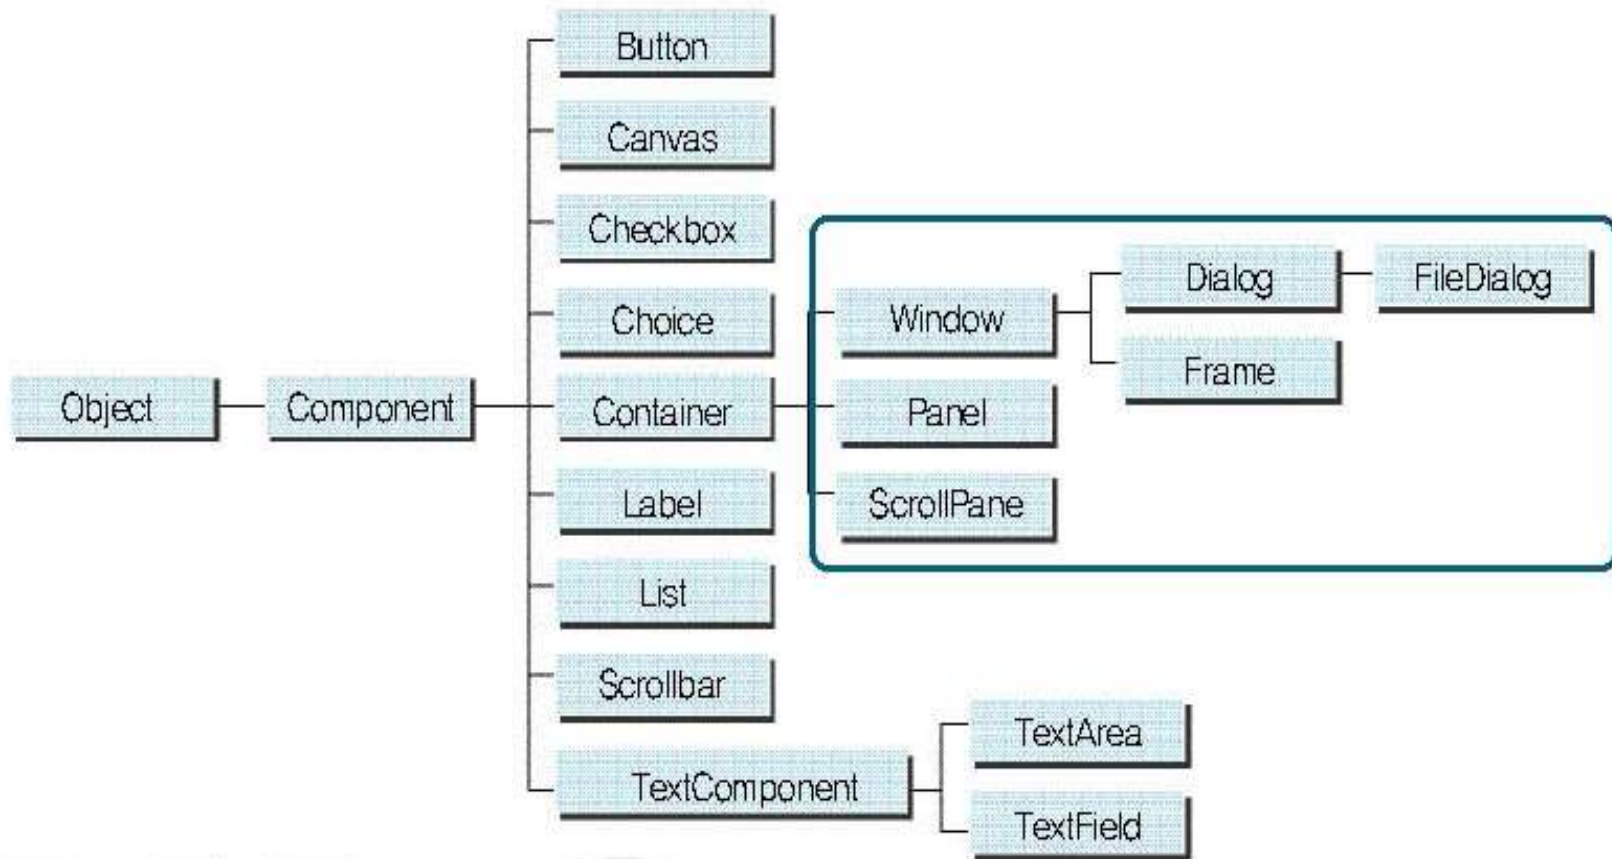 Button
Canvas
Checkbox
Choice
Object
Component
Container
Label
List
Scrollbar
TextComponent
Window
Panel
ScrollPane
Dialog
FileDialog
Frame
TextArea
TextField